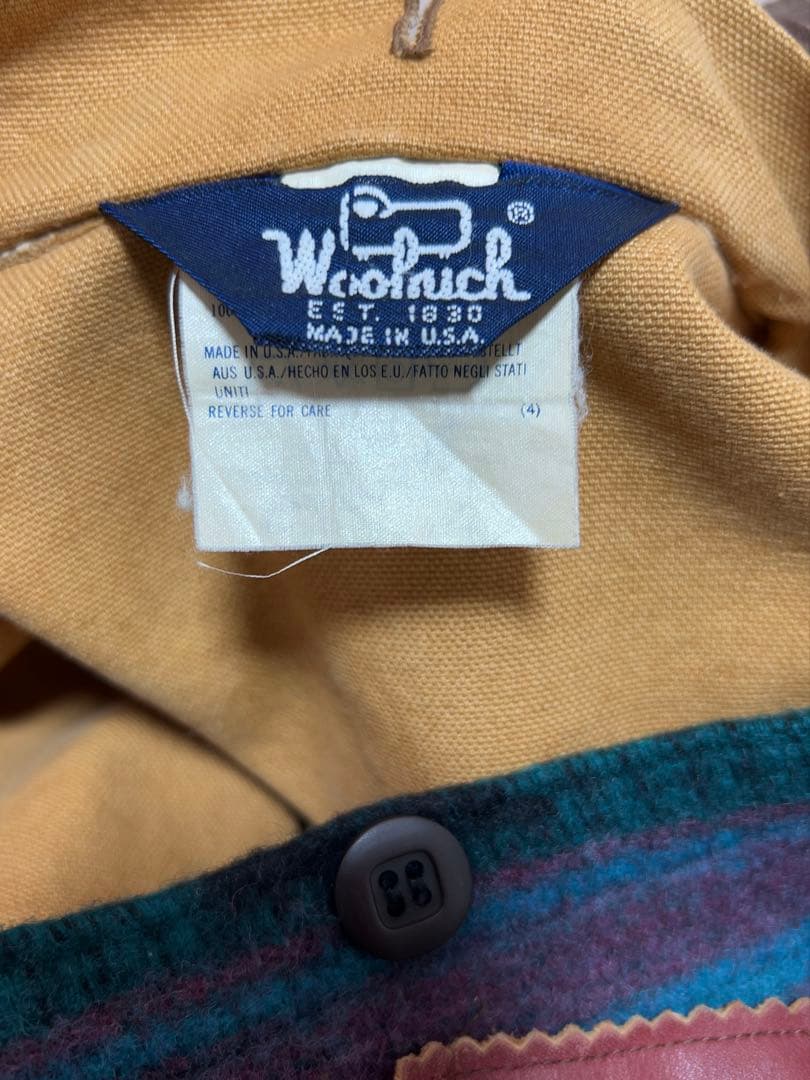 Woolrich ®
EST. 1830
MADE IN U.S.A.
MADE IN U.S.A./
AUS U.S.A./HECHO EN LOS E.U./FATTO NEGLI STATI
UNITI
REVERSE FOR CARE (4)